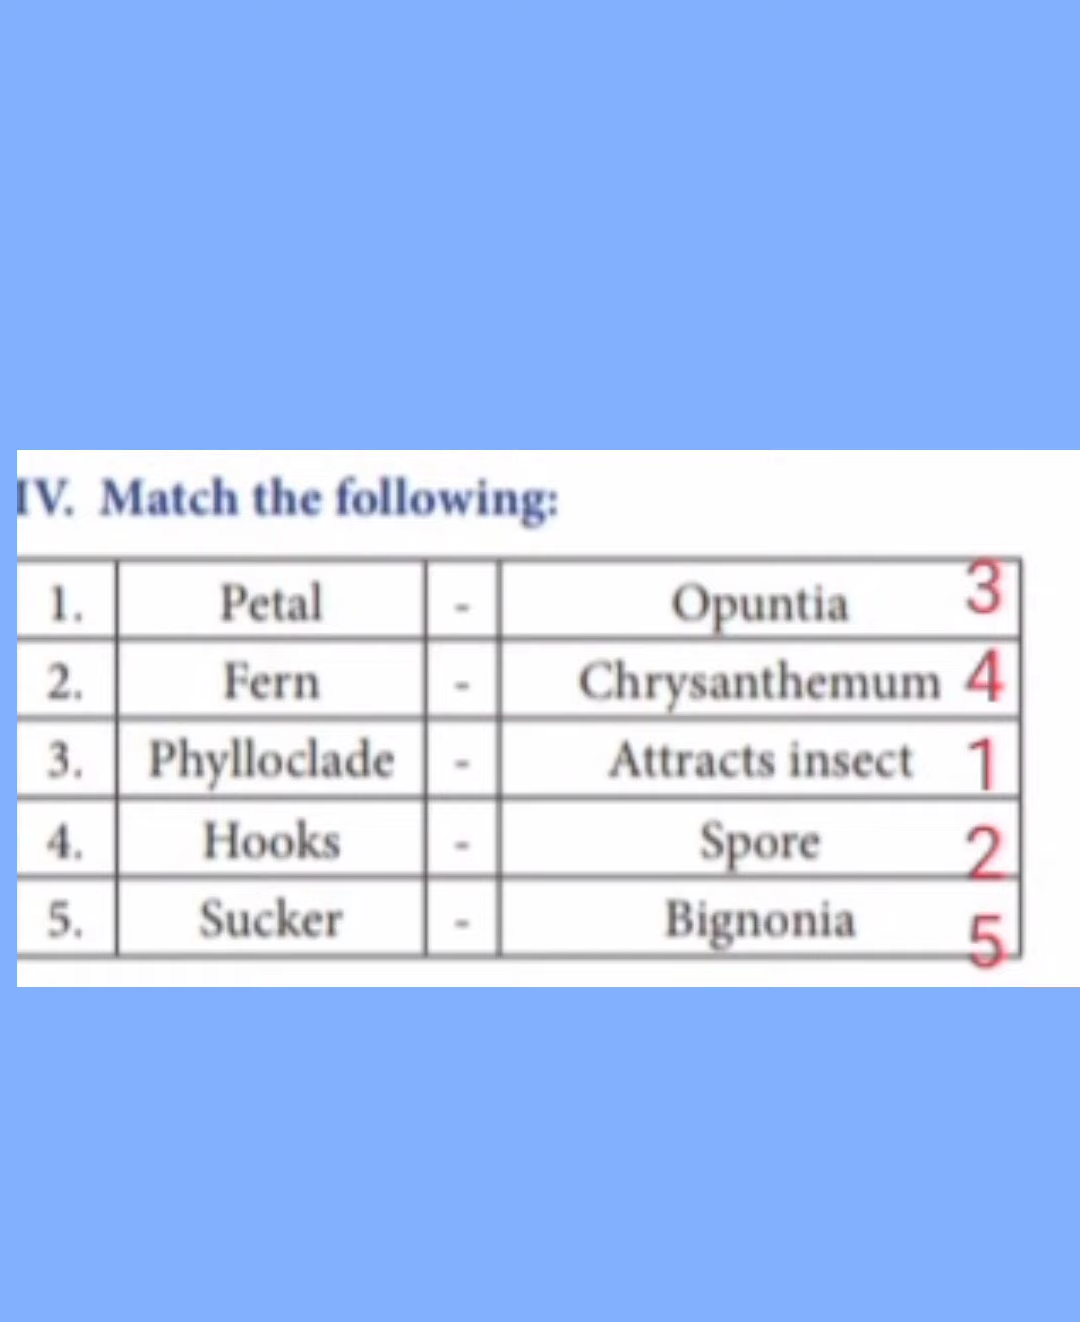 IV. Match the following:
1. Petal - Opuntia 3
2. Fern - Chrysanthemum 4
3. Phylloclade - Attracts insect 1
4. Hooks - Spore 2
5. Sucker - Bignonia 5